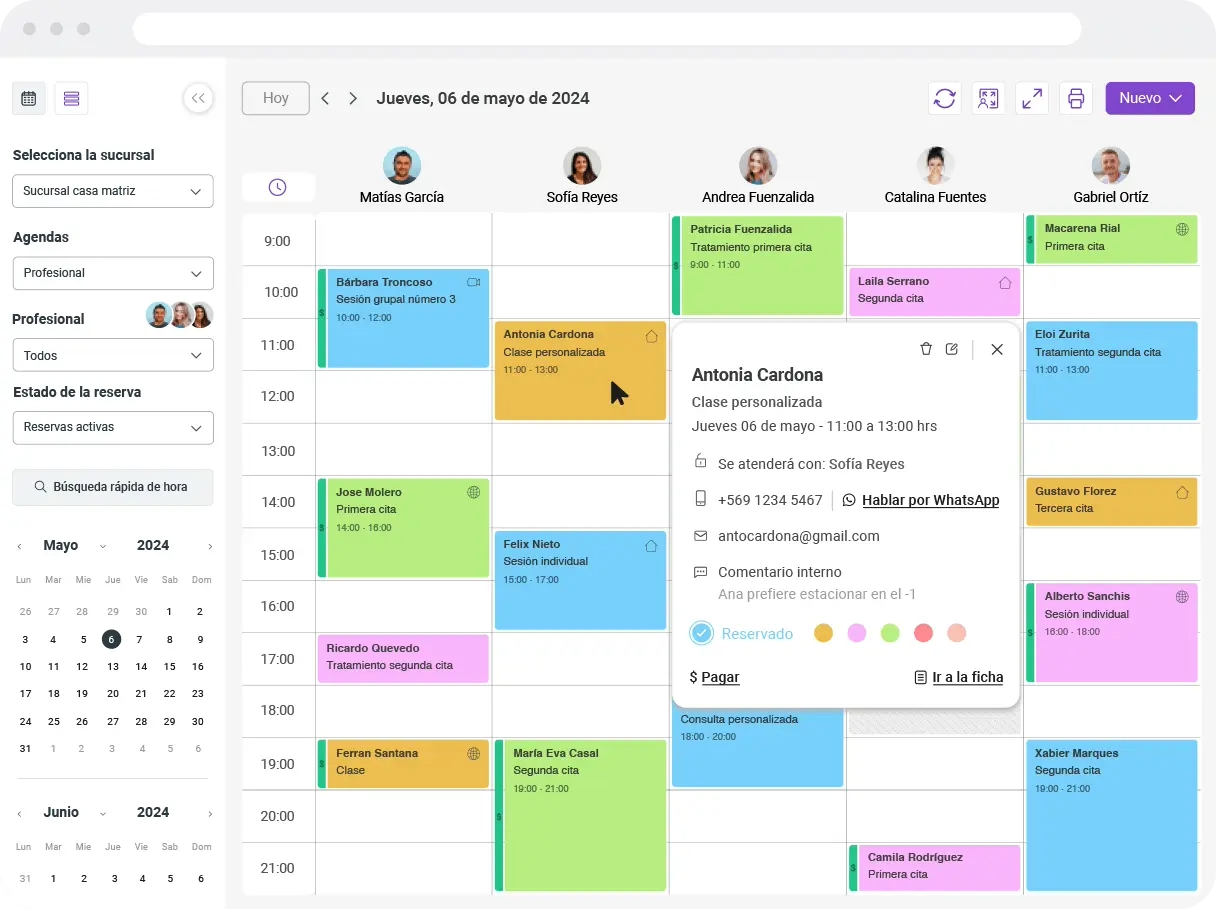 Hoy
Jueves, 06 de mayo de 2024
Nuevo
Selecciona la sucursal
Sucursal casa matriz
Agendas
Profesional
Profesional
Todos
Estado de la reserva
Reservas activas
Búsqueda rápida de hora
Mayo 2024
Lun Mar Mie Jue Vie Sab Dom
26 27 28 29 30 1 2
3 4 5 6 7 8 9
10 11 12 13 14 15 16
17 18 19 20 21 22 23
24 25 26 27 28 29 30
31 1 2 3 4 5 6
Junio 2024
Lun Mar Mie Jue Vie Sab Dom
31 1 2 3 4 5 6
Matías García
Sofía Reyes
Andrea Fuenzalida
Catalina Fuentes
Gabriel Ortíz
9:00
10:00
11:00
12:00
13:00
14:00
15:00
16:00
17:00
18:00
19:00
20:00
21:00
$
Bárbara Troncoso
Sesión grupal número 3
10:00 - 12:00
$
Jose Molero
Primera cita
14:00 - 16:00
Ricardo Quevedo
Tratamiento segunda cita
$
Ferran Santana
Clase
Antonia Cardona
Clase personalizada
11:00 - 13:00
Felix Nieto
Sesión individual
15:00 - 17:00
$
María Eva Casal
Segunda cita
19:00 - 21:00
$
Patricia Fuenzalida
Tratamiento primera cita
9:00 - 11:00
Consulta personalizada
18:00 - 20:00
Laila Serrano
Segunda cita
$
Camila Rodríguez
Primera cita
$
Macarena Rial
Primera cita
Eloi Zurita
Tratamiento segunda cita
11:00 - 13:00
Gustavo Florez
Tercera cita
$
Alberto Sanchis
Sesión individual
16:00 - 18:00
Xabier Marques
Segunda cita
19:00 - 21:00
Antonia Cardona
Clase personalizada
Jueves 06 de mayo - 11:00 a 13:00 hrs
Se atenderá con: Sofía Reyes
+569 1234 5467
Hablar por WhatsApp
antocardona@gmail.com
Comentario interno
Ana prefiere estacionar en el -1
Reservado
$ Pagar
Ir a la ficha